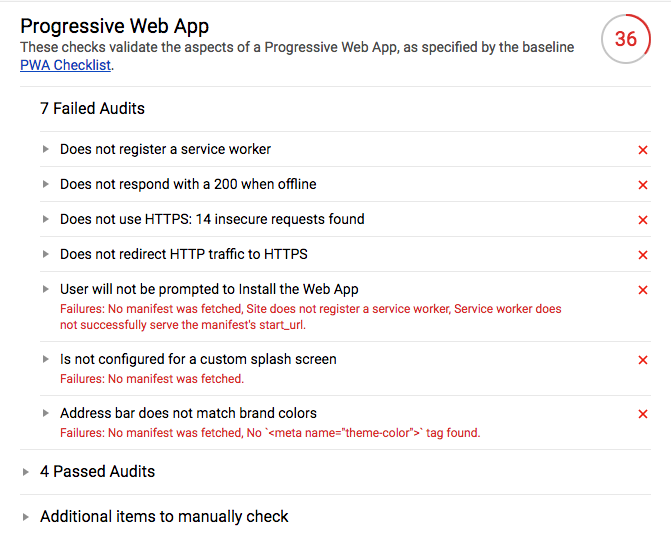 Progressive Web App
These checks validate the aspects of a Progressive Web App, as specified by the baseline
PWA Checklist.
36
7 Failed Audits
Does not register a service worker
Does not respond with a 200 when offline
Does not use HTTPS: 14 insecure requests found
Does not redirect HTTP traffic to HTTPS
User will not be prompted to Install the Web App
Failures: No manifest was fetched, Site does not register a service worker, Service worker does
not successfully serve the manifest's start_url.
Is not configured for a custom splash screen
Failures: No manifest was fetched.
Address bar does not match brand colors
Failures: No manifest was fetched, No `<meta name="theme-color">` tag found.
4 Passed Audits
Additional items to manually check